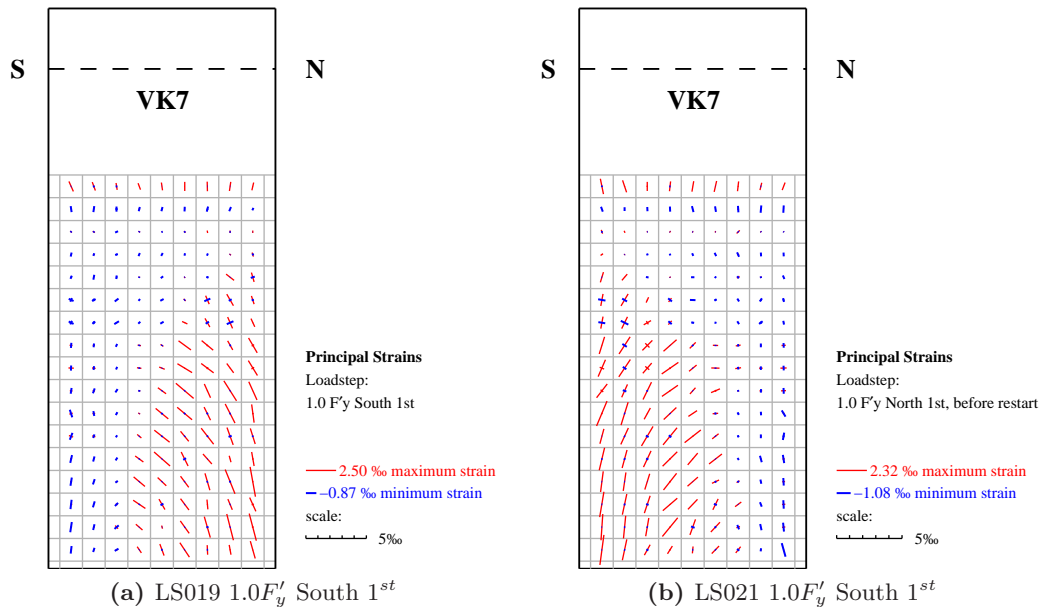 S N
VK7
Principal Strains
Loadstep:
1.0 F'y South 1st
2.50 ‰ maximum strain
−0.87 ‰ minimum strain
scale:
5‰
(a) LS019 1.0F′y South 1st
S N
VK7
Principal Strains
Loadstep:
1.0 F'y North 1st, before restart
2.32 ‰ maximum strain
−1.08 ‰ minimum strain
scale:
5‰
(b) LS021 1.0F′y South 1st